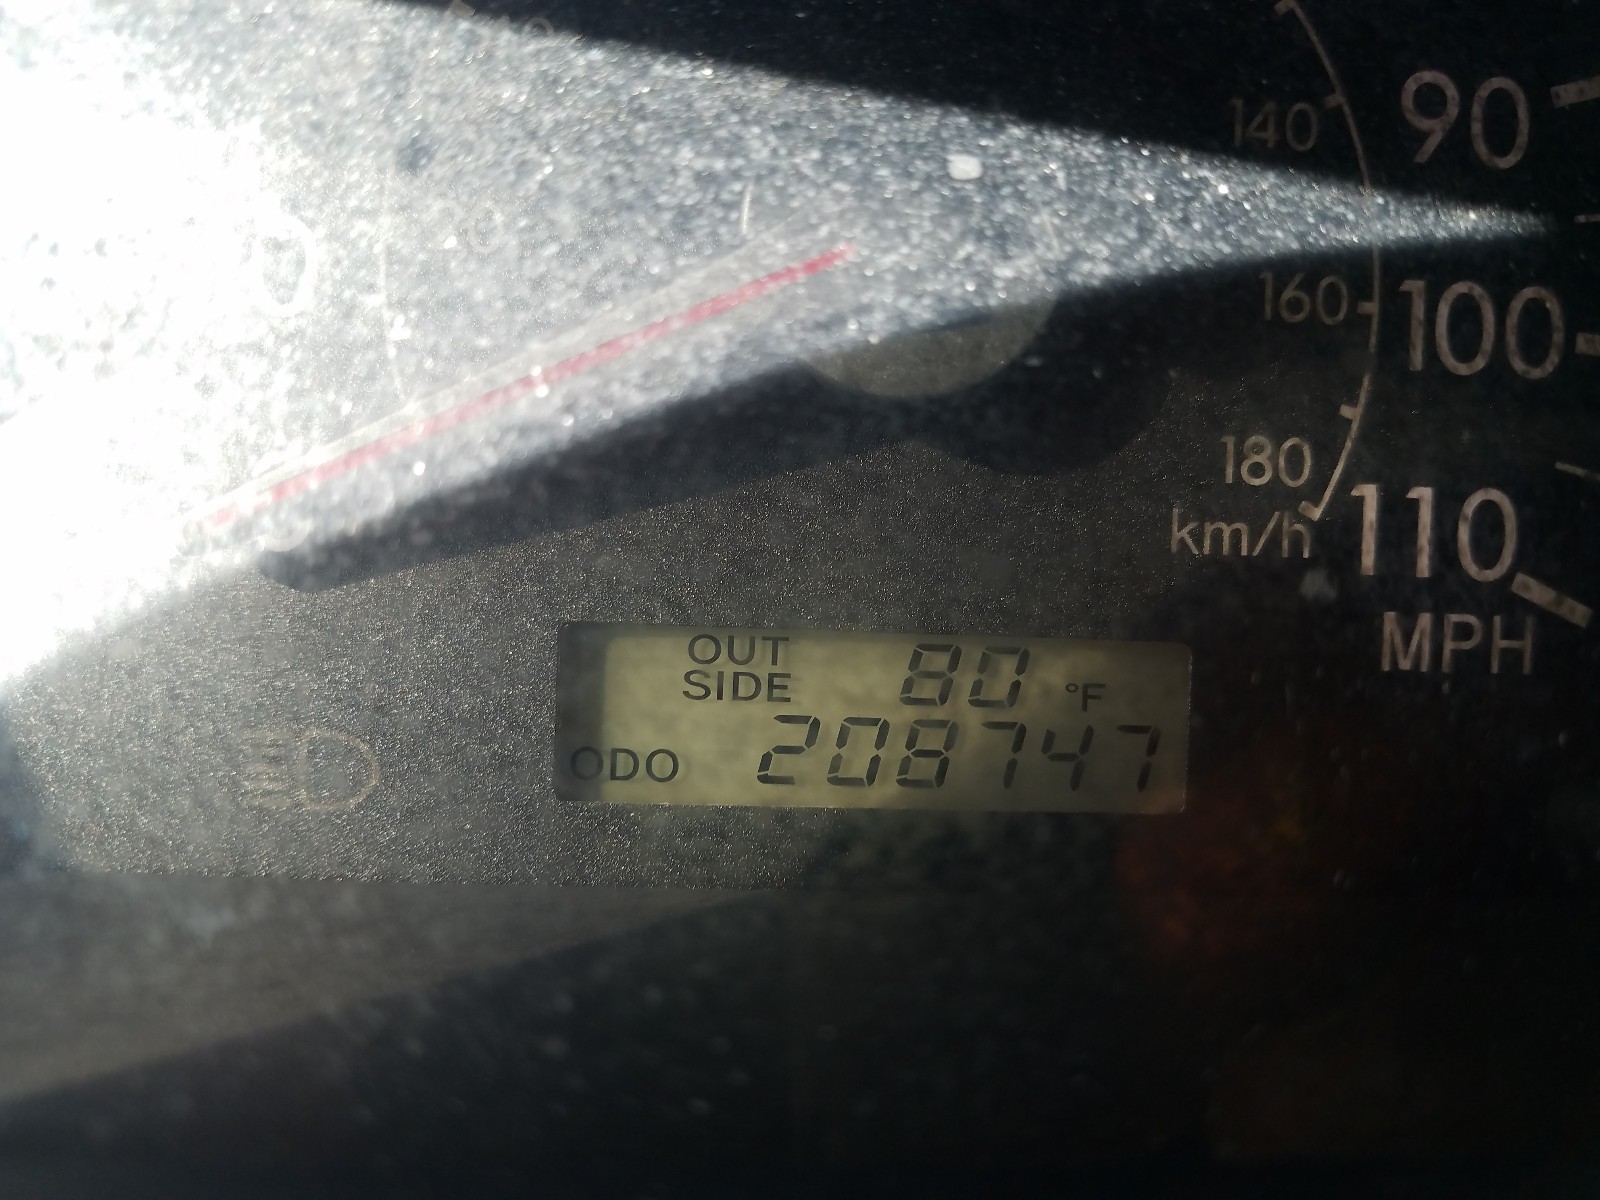 140
90
160
100
180
km/h
110
MPH
OUT
SIDE
80 °F
ODO 208747